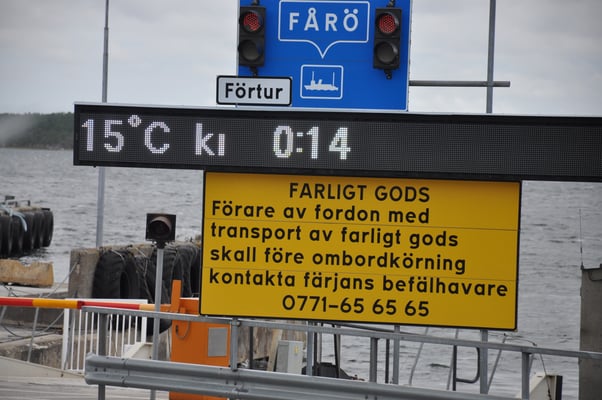 FÅRÖ
Förtur
15°C kl 0:14
FARLIGT GODS
Förare av fordon med
transport av farligt gods
skall före ombordkörning
kontakta färjans befälhavare
0771-65 65 65